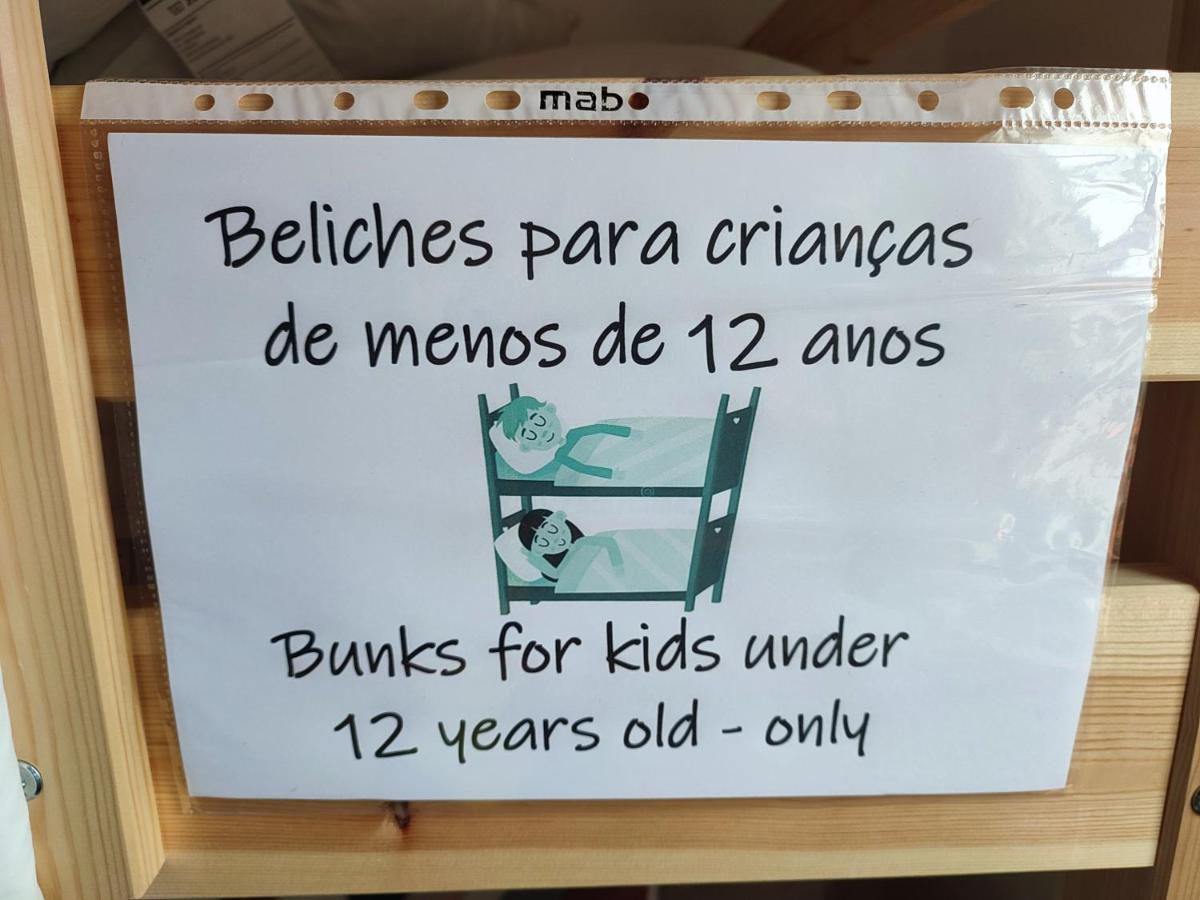 mab
Beliches para crianças
de menos de 12 anos
Bunks for kids under
12 years old - only